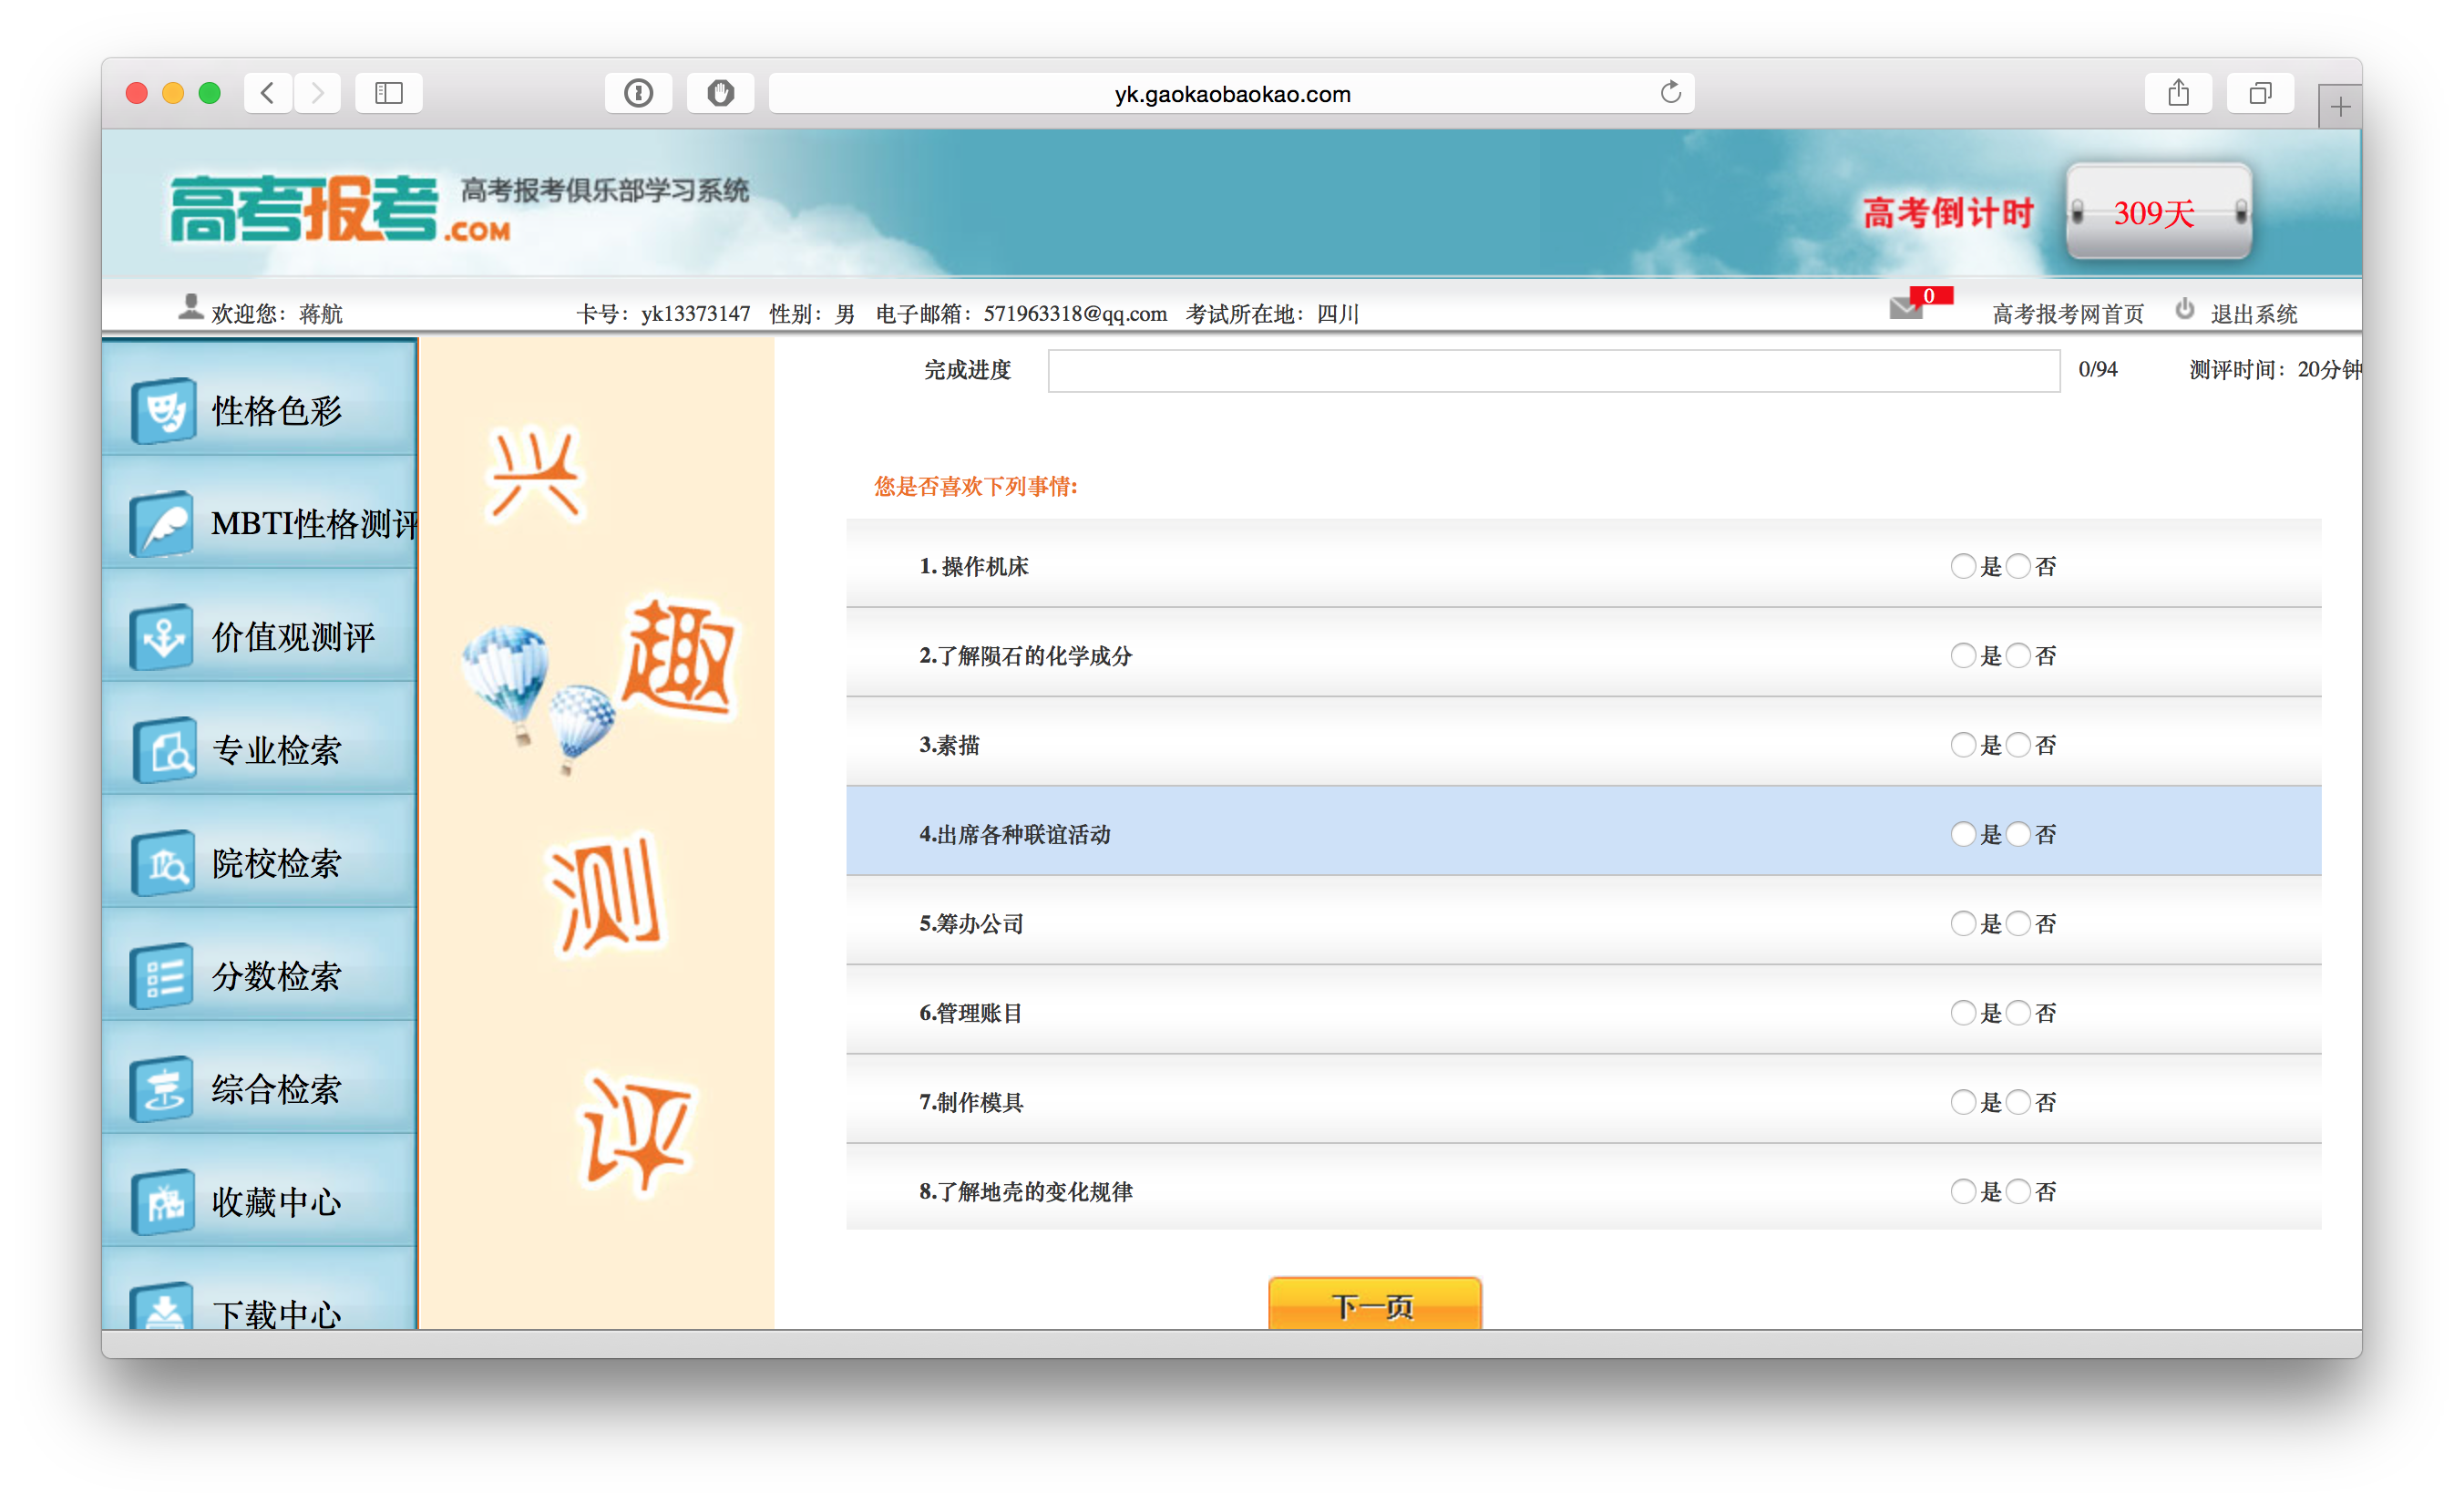 yk.gaokaobaokao.com
高考报考.COM 高考报考俱乐部学习系统
高考倒计时 309天
欢迎您：蒋航 卡号：yk13373147 性别：男 电子邮箱：571963318@qq.com 考试所在地：四川 0 高考报考网首页 退出系统
性格色彩
MBTI性格测评
价值观测评
专业检索
院校检索
分数检索
综合检索
收藏中心
下载中心
兴
趣
测
评
完成进度 0/94 测评时间：20分钟
您是否喜欢下列事情:
1. 操作机床 是 否
2.了解陨石的化学成分 是 否
3.素描 是 否
4.出席各种联谊活动 是 否
5.筹办公司 是 否
6.管理账目 是 否
7.制作模具 是 否
8.了解地壳的变化规律 是 否
下一页